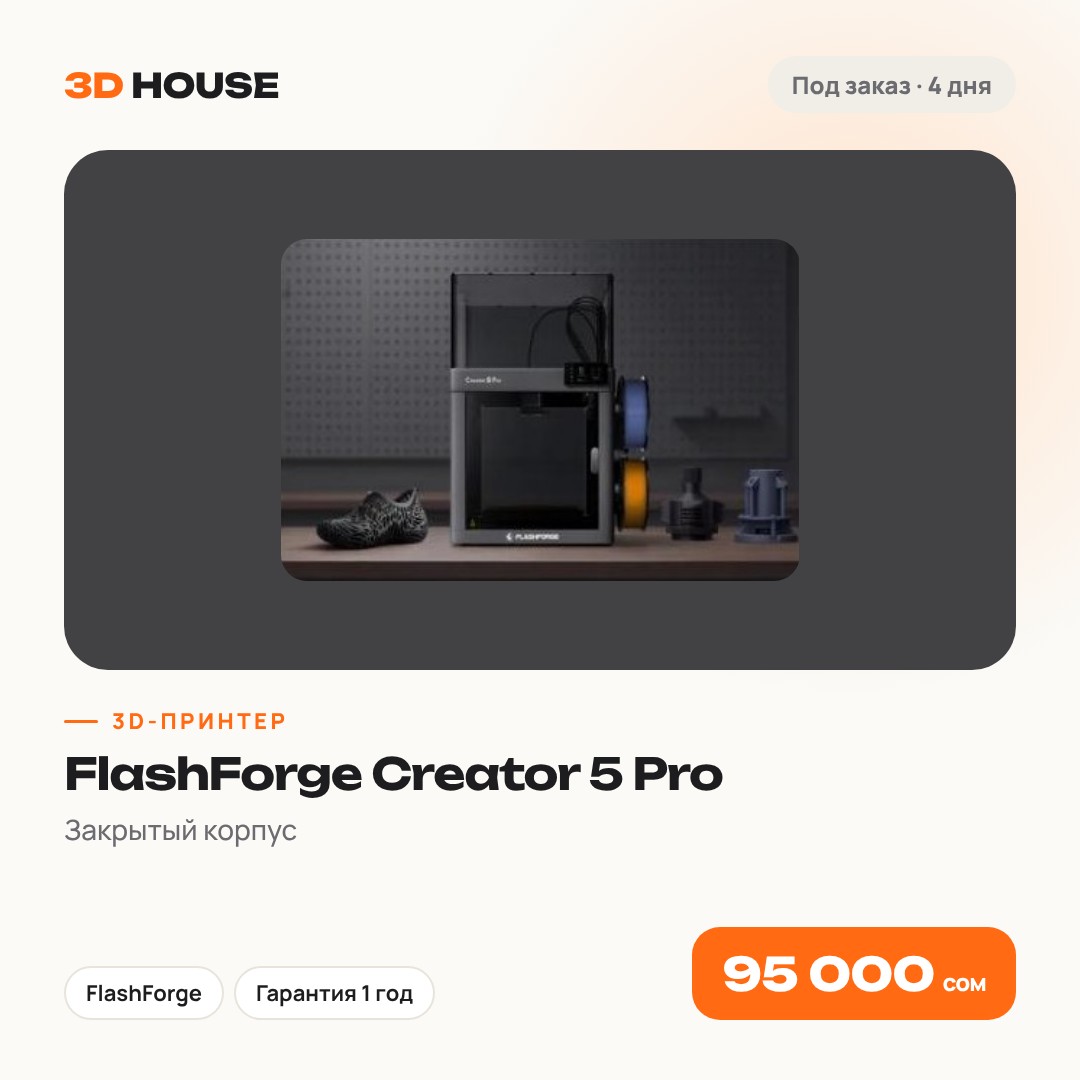 3D HOUSE
Под заказ · 4 дня
Creator 5 Pro
FLASHFORGE
3D-ПРИНТЕР
FlashForge Creator 5 Pro
Закрытый корпус
FlashForge
Гарантия 1 год
95 000 сом